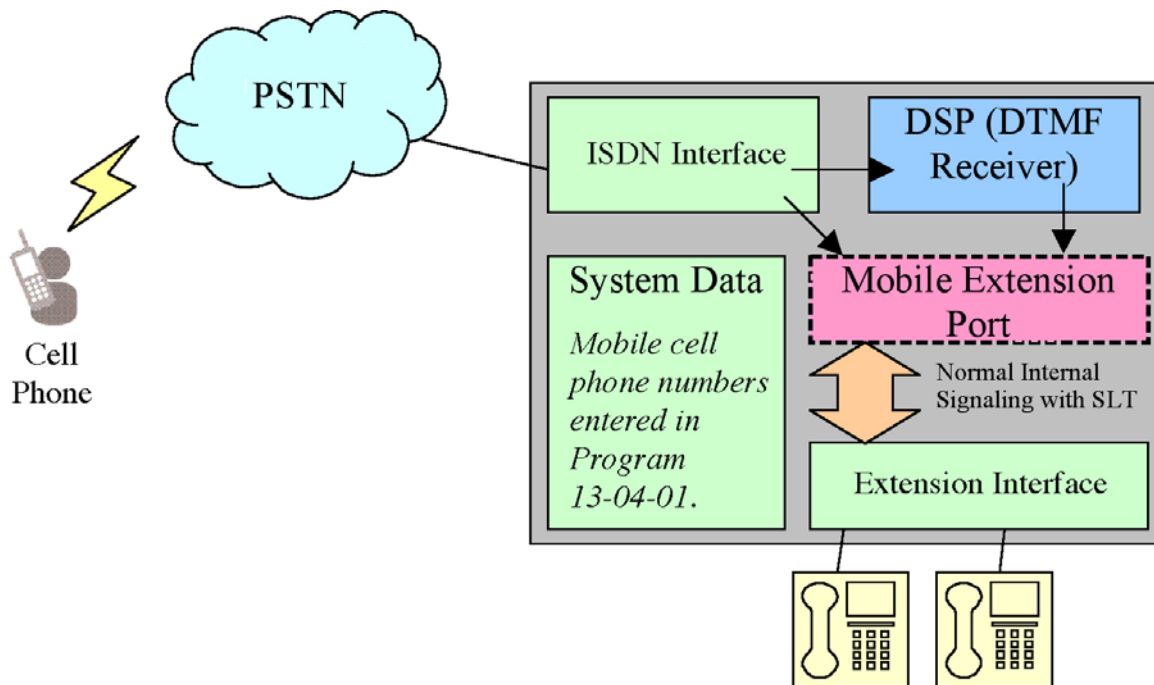 PSTN
Cell
Phone
ISDN Interface
DSP (DTMF
Receiver)
System Data
Mobile cell
phone numbers
entered in
Program
13-04-01.
Mobile Extension
Port
Normal Internal
Signaling with SLT
Extension Interface